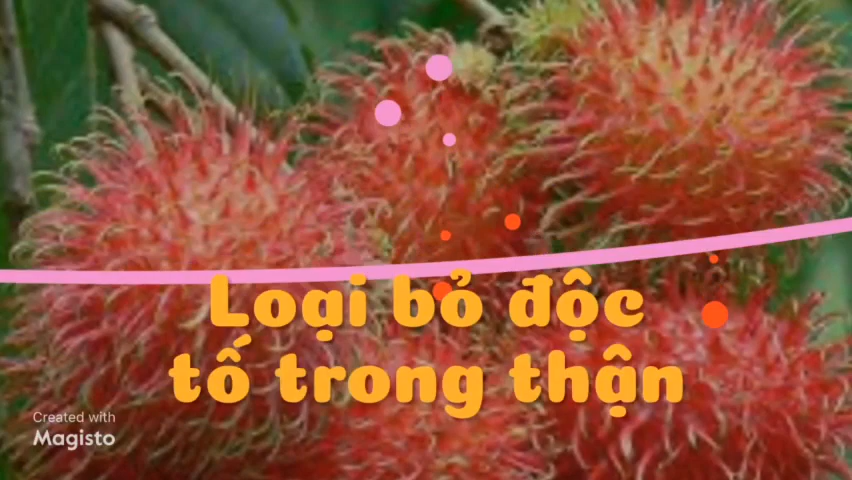 Loại bỏ độc
tố trong thận
Created with
Magisto